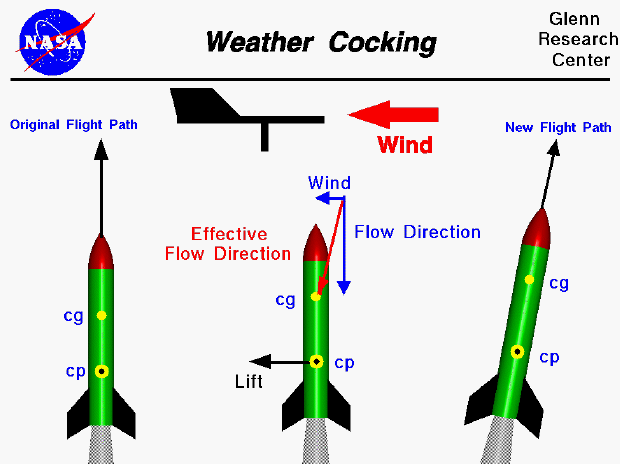 NASA
Weather Cocking
Glenn
Research
Center
Original Flight Path
Wind
New Flight Path
Wind
Effective
Flow Direction
Flow Direction
cg
cp
cg
cp
Lift
cg
cp